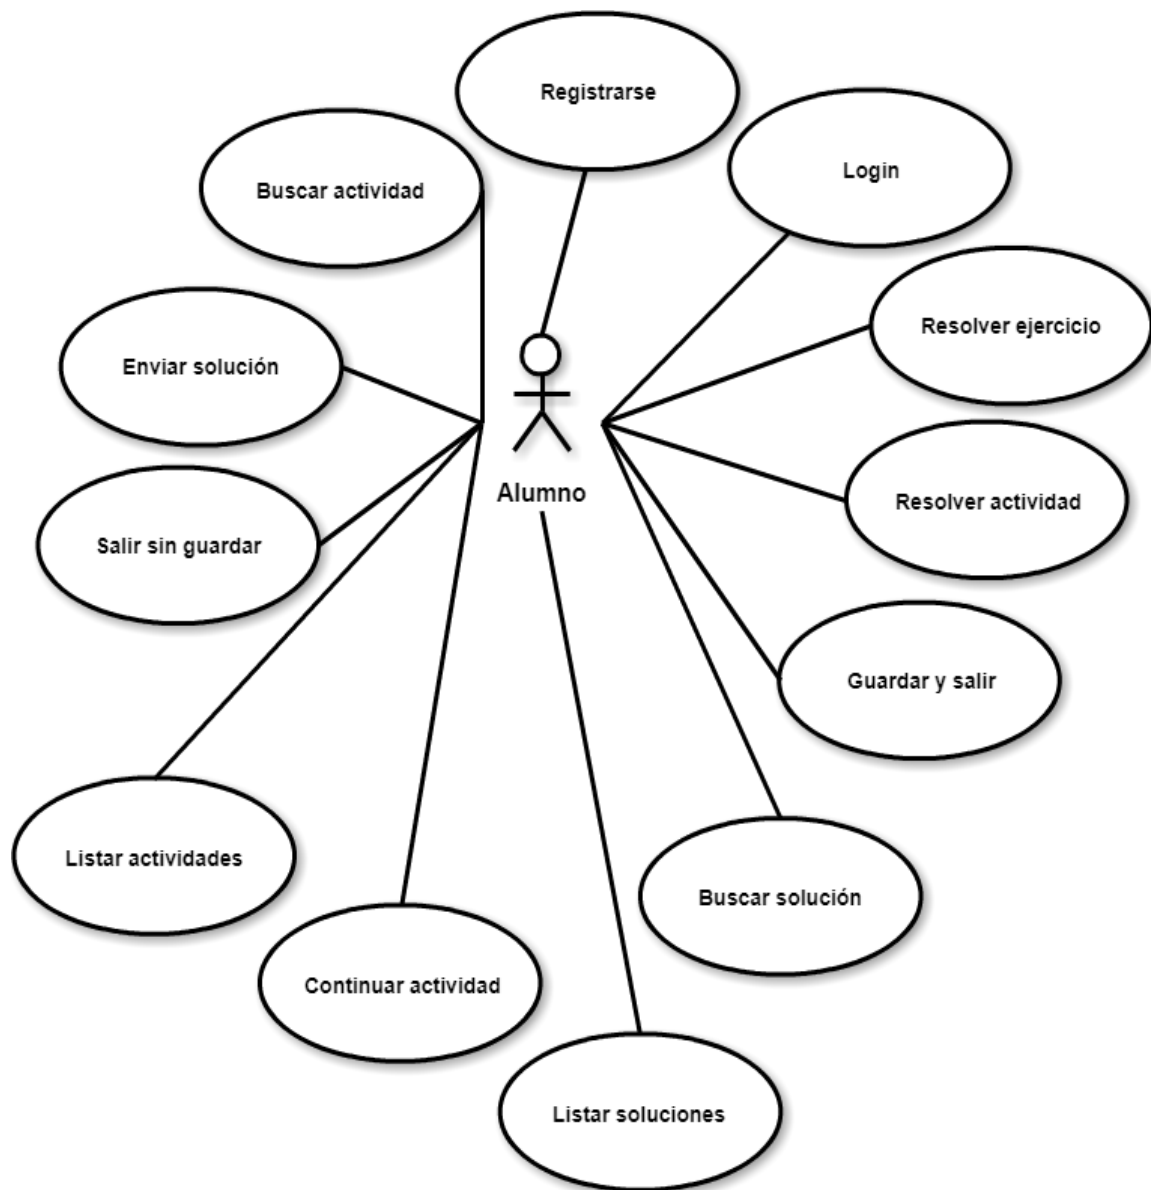 Registrarse
Login
Buscar actividad
Resolver ejercicio
Enviar solución
Alumno
Resolver actividad
Salir sin guardar
Guardar y salir
Listar actividades
Buscar solución
Continuar actividad
Listar soluciones